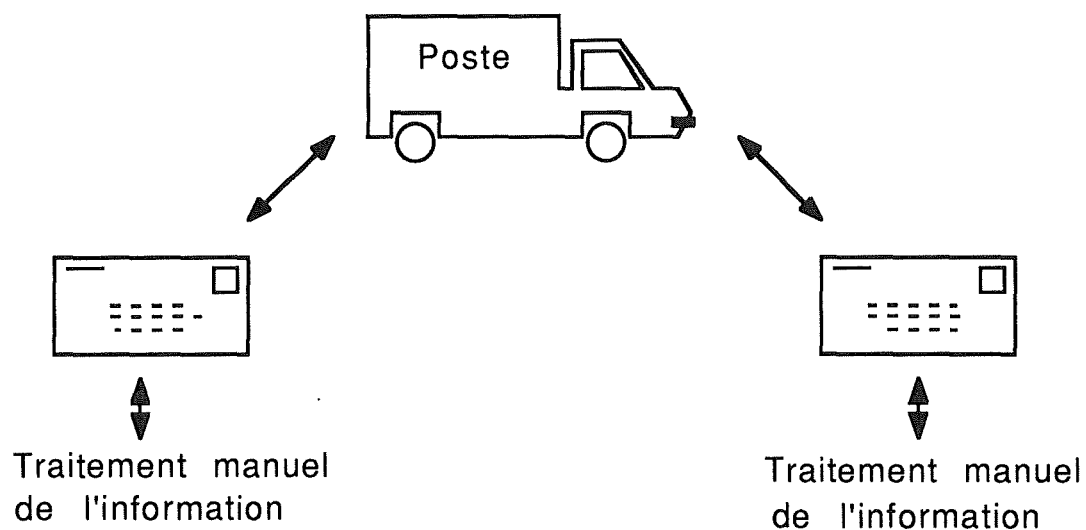 Poste
Traitement manuel
de l'information
Traitement manuel
de l'information